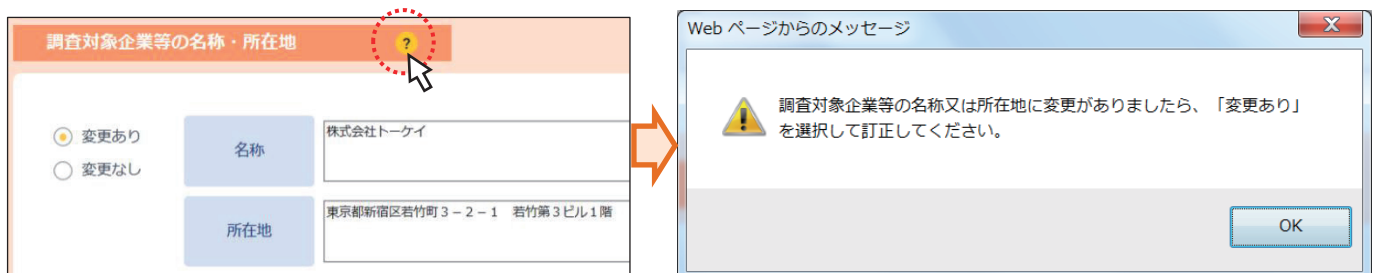 調査対象企業等の名称・所在地 ?
変更あり
変更なし
名称
株式会社トーケイ
所在地
東京都新宿区若竹町3-2-1 若竹第3ビル1階
Web ページからのメッセージ
X
調査対象企業等の名称又は所在地に変更がありましたら、「変更あり」
を選択して訂正してください。
OK